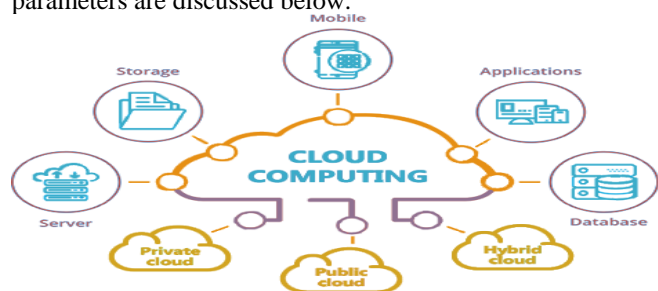 parameters are discussed below.
Mobile
Storage
Applications
CLOUD
COMPUTING
Server
Database
Private
cloud
Public
cloud
Hybrid
cloud